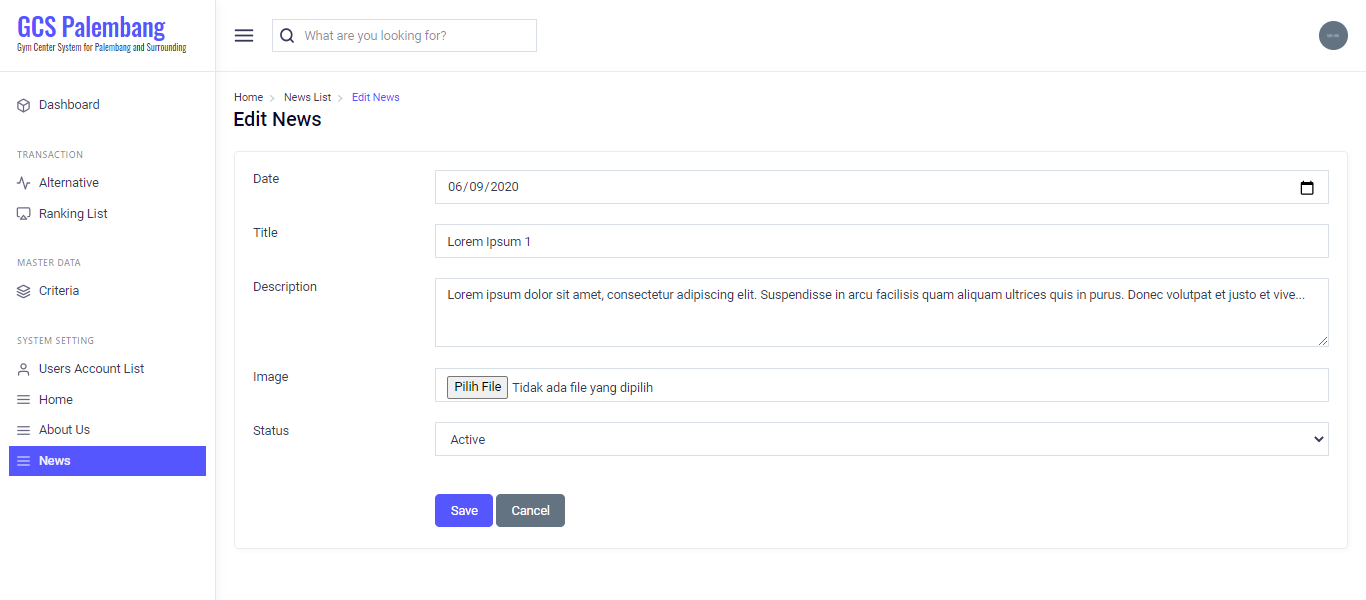 GCS Palembang
Gym Center System for Palembang and Surrounding
What are you looking for?
Dashboard
TRANSACTION
Alternative
Ranking List
MASTER DATA
Criteria
SYSTEM SETTING
Users Account List
Home
About Us
News
Home > News List > Edit News
Edit News
Date
06/09/2020
Title
Lorem Ipsum 1
Description
Lorem ipsum dolor sit amet, consectetur adipiscing elit. Suspendisse in arcu facilisis quam aliquam ultrices quis in purus. Donec volutpat et justo et vive...
Image
Pilih File Tidak ada file yang dipilih
Status
Active
Save Cancel